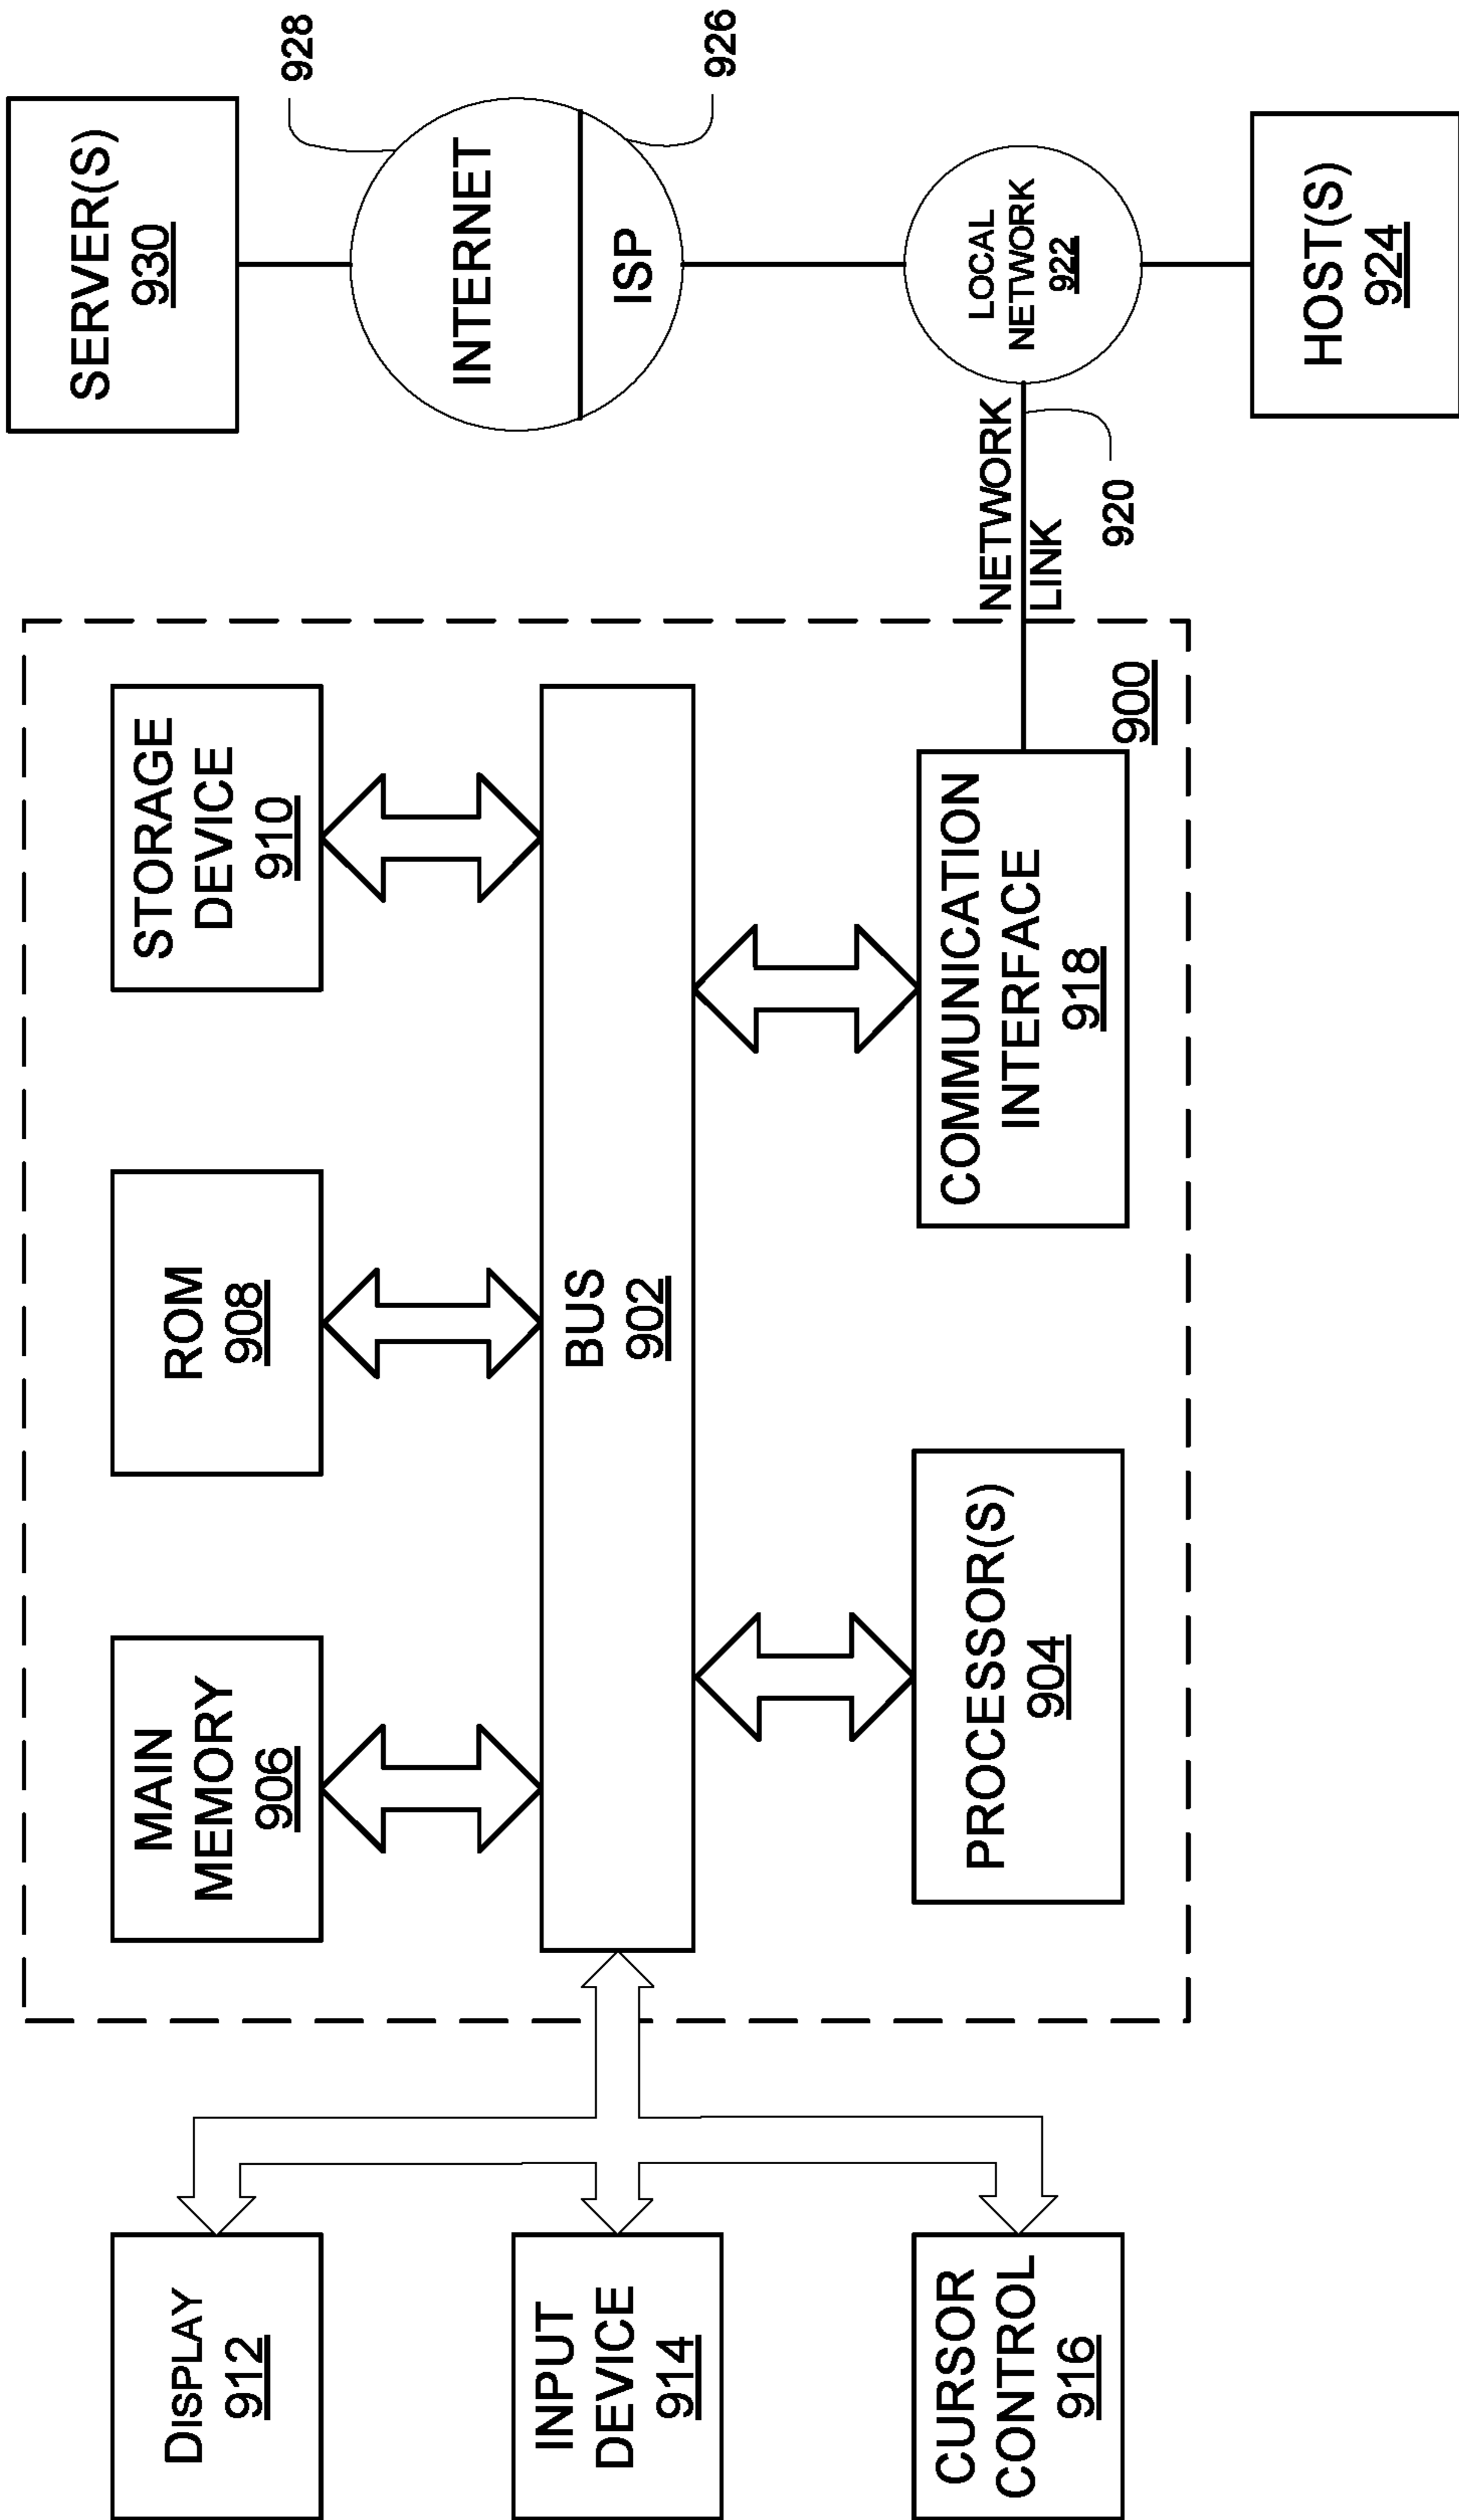 DISPLAY
912
INPUT
DEVICE
914
CURSOR
CONTROL
916
MAIN
MEMORY
906
ROM
908
STORAGE
DEVICE
910
BUS
902
PROCESSOR(S)
904
COMMUNICATION
INTERFACE
918
900
NETWORK
LINK
920
SERVER(S)
930
928
INTERNET
ISP
926
LOCAL
NETWORK
922
HOST(S)
924